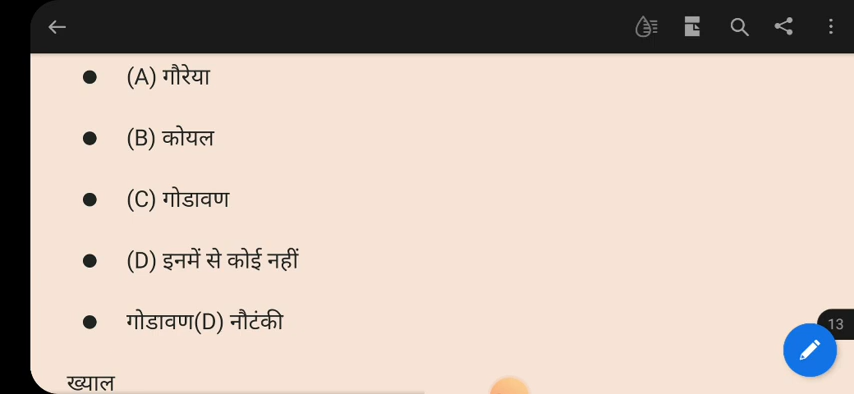 (A) गौरेया
(B) कोयल
(C) गोडावण
(D) इनमें से कोई नहीं
गोडावण(D) नौटंकी
13
ख्याल